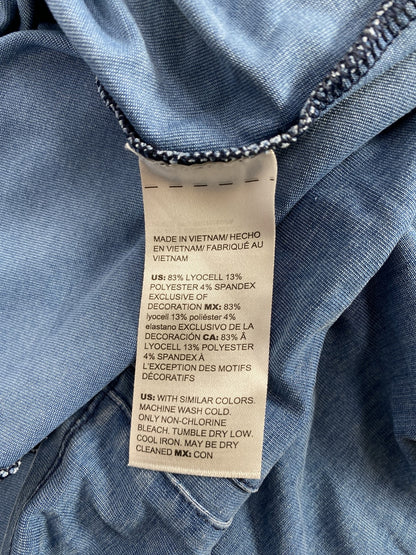 MADE IN VIETNAM/ HECHO
EN VIETNAM/ FABRIQUÉ AU
VIETNAM
US: 83% LYOCELL 13%
POLYESTER 4% SPANDEX
EXCLUSIVE OF
DECORATION MX: 83%
lyocell 13% poliéster 4%
elastano EXCLUSIVO DE LA
DECORACIÓN CA: 83% À
LYOCELL 13% POLYESTER
4% SPANDEX À
L'EXCEPTION DES MOTIFS
DÉCORATIFS
US: WITH SIMILAR COLORS.
MACHINE WASH COLD.
ONLY NON-CHLORINE
BLEACH. TUMBLE DRY LOW.
COOL IRON. MAY BE DRY
CLEANED MX: CON